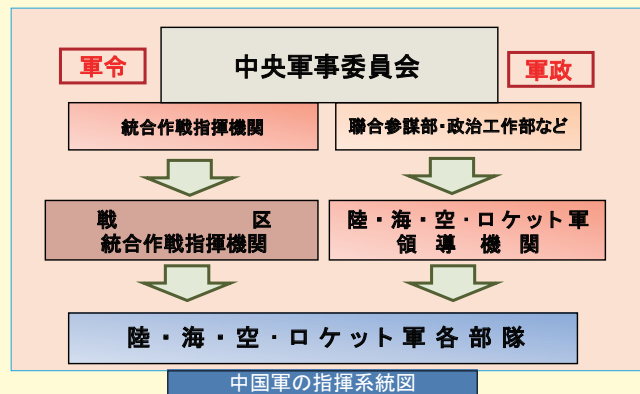 軍令
中央軍事委員会
軍政
統合作戦指揮機関
聯合参謀部・政治工作部など
戦区
統合作戦指揮機関
陸・海・空・ロケット軍
領導機関
陸・海・空・ロケット軍各部隊
中国軍の指揮系統図